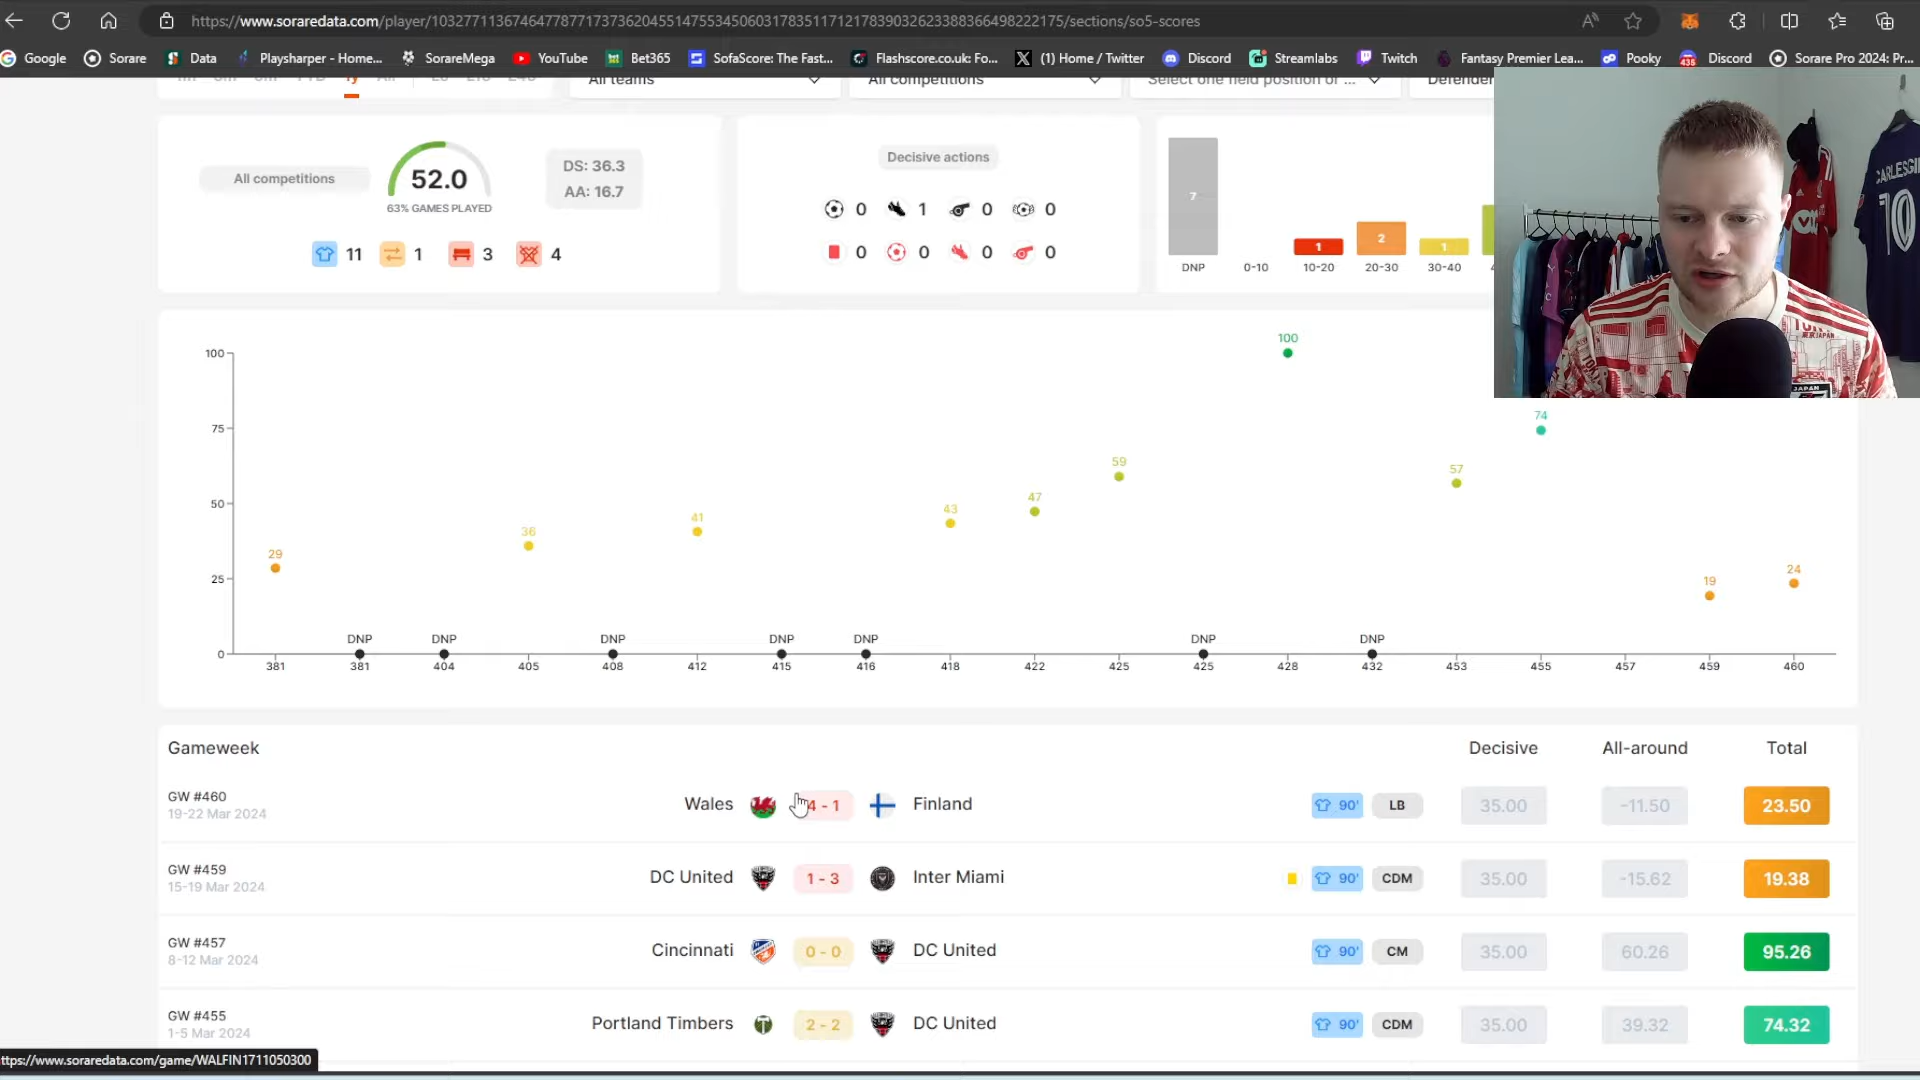 https://www.soraredata.com/player/103277113674647787717373620455147553450603178351171217839032623388366498222175/sections/so5-scores
Google Sorare Data Playsharper - Home... SorareMega YouTube Bet365 SofaScore: The Fast... Flashscore.co.uk: Fo... (1) Home / Twitter Discord Streamlabs Twitch Fantasy Premier Lea... Pooky Discord Sorare Pro 2024: Pr...
1y All teams All competitions Select one field position or ... Defender
All competitions 52.0 DS: 36.3
63% GAMES PLAYED AA: 16.7
11 1 3 4
Decisive actions
0 1 0 0
0 0 0 0
7 1 2 1
DNP 0-10 10-20 20-30 30-40
CARLESGIL
10
JAPAN
100 75 50 25 0
29 36 41 43 47 59 100 57 74 19 24
DNP DNP DNP DNP DNP DNP DNP
381 381 404 405 408 412 415 416 418 422 425 425 428 432 453 455 457 459 460
Gameweek Decisive All-around Total
GW #460
19-22 Mar 2024
Wales 4 - 1 Finland 90' LB 35.00 -11.50 23.50
GW #459
15-19 Mar 2024
DC United 1 - 3 Inter Miami 90' CDM 35.00 -15.62 19.38
GW #457
8-12 Mar 2024
Cincinnati 0 - 0 DC United 90' CM 35.00 60.26 95.26
GW #455
1-5 Mar 2024
Portland Timbers 2 - 2 DC United 90' CDM 35.00 39.32 74.32
ttps://www.soraredata.com/game/WALFIN1711050300